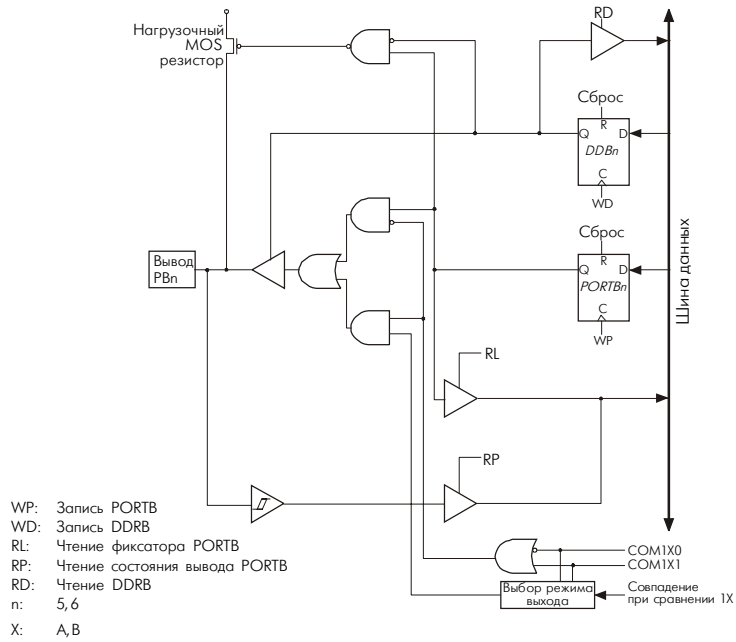 Нагрузочный
MOS
резистор
RD
Сброс
R
Q
D
DDBn
C
WD
Сброс
R
Q
D
PORTBn
C
WP
Шина данных
Вывод
PBn
RL
RP
COM1X0
COM1X1
Выбор режима
выхода
Совпадение
при сравнении 1X
WP: Запись PORTB
WD: Запись DDRB
RL: Чтение фиксатора PORTB
RP: Чтение состояния вывода PORTB
RD: Чтение DDRB
n: 5,6
X: A,B